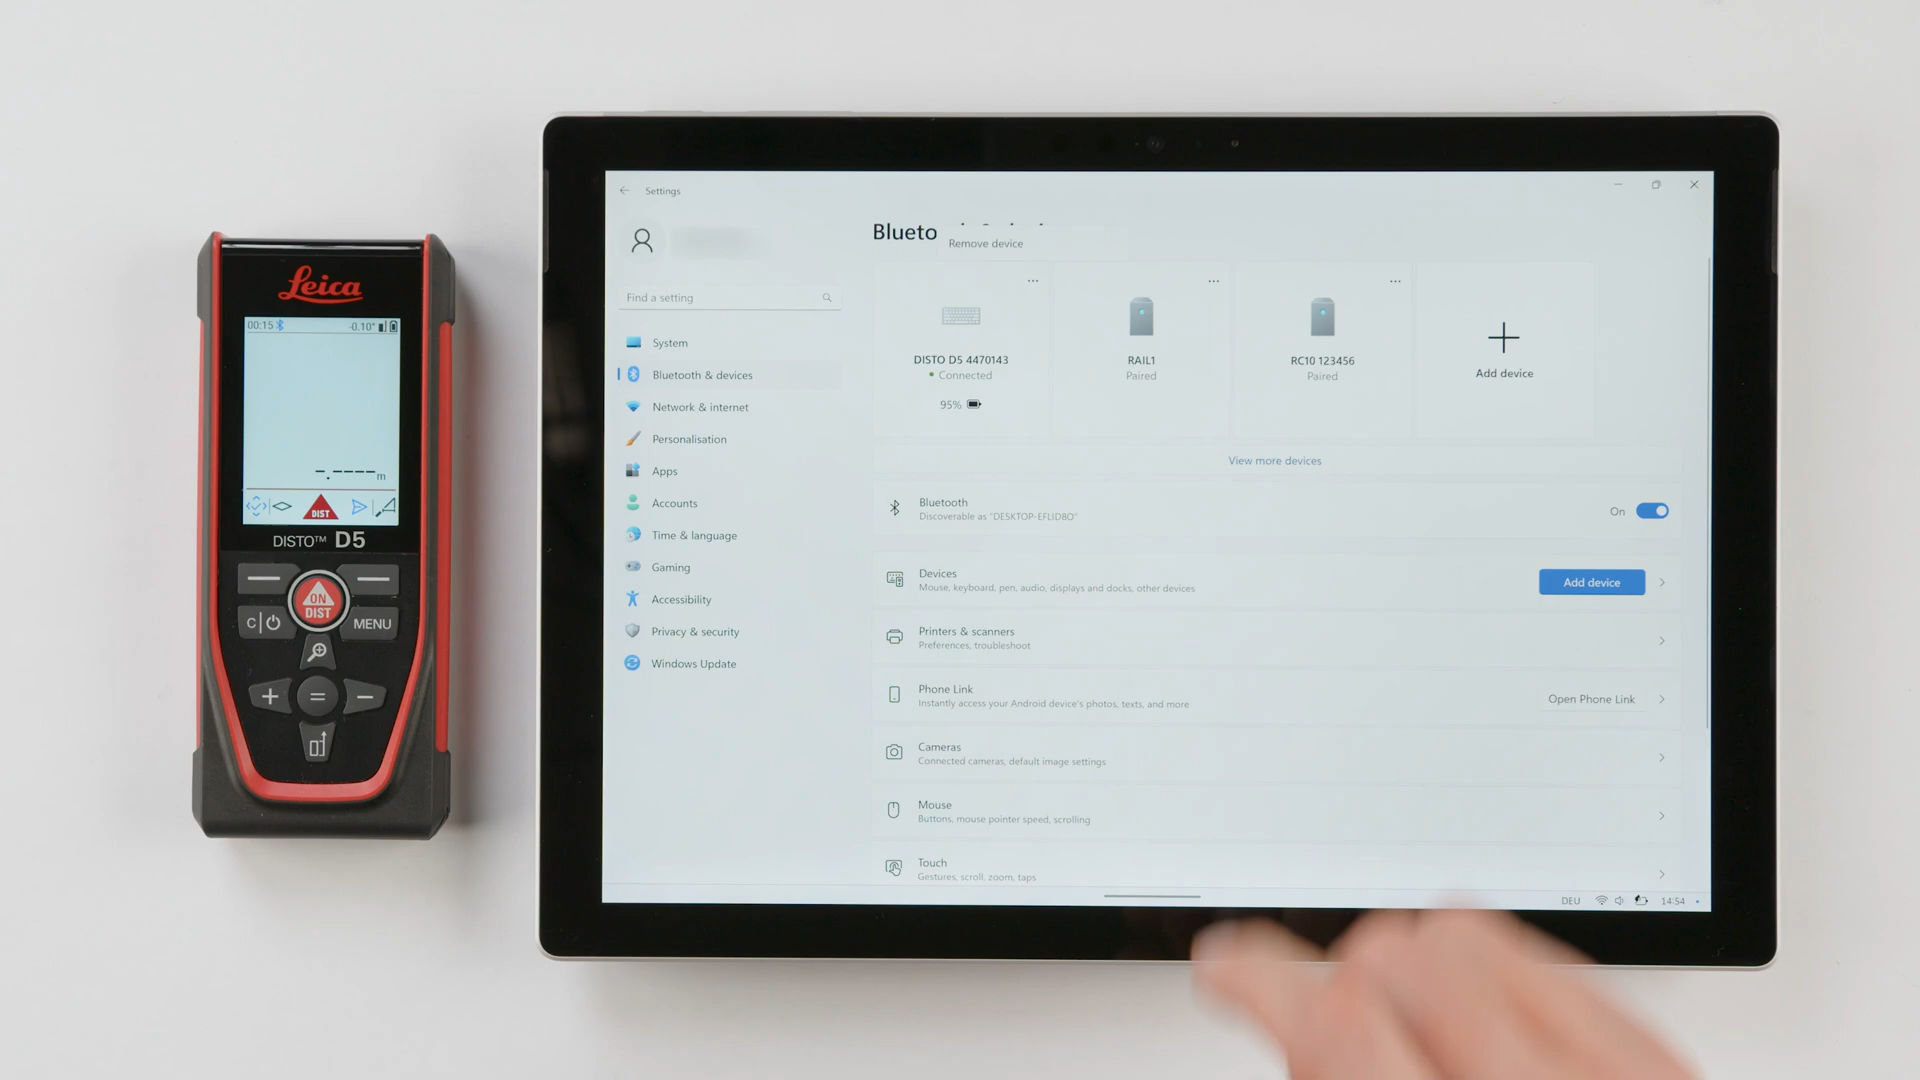 Leica
00:15
-0.10°
-.---- m
DIST
DISTO™ D5
ON
DIST
C
MENU
+
=
−
Settings
Blueto
Remove device
Find a setting
System
Bluetooth & devices
Network & internet
Personalisation
Apps
Accounts
Time & language
Gaming
Accessibility
Privacy & security
Windows Update
DISTO D5 4470143
Connected
95%
RAIL1
Paired
RC10 123456
Paired
Add device
View more devices
Bluetooth
Discoverable as "DESKTOP-EFLIDBO"
On
Devices
Mouse, keyboard, pen, audio, displays and docks, other devices
Add device
Printers & scanners
Preferences, troubleshoot
Phone Link
Instantly access your Android device's photos, texts, and more
Open Phone Link
Cameras
Connected cameras, default image settings
Mouse
Buttons, mouse pointer speed, scrolling
Touch
Gestures, scroll, zoom, taps
DEU
14:54